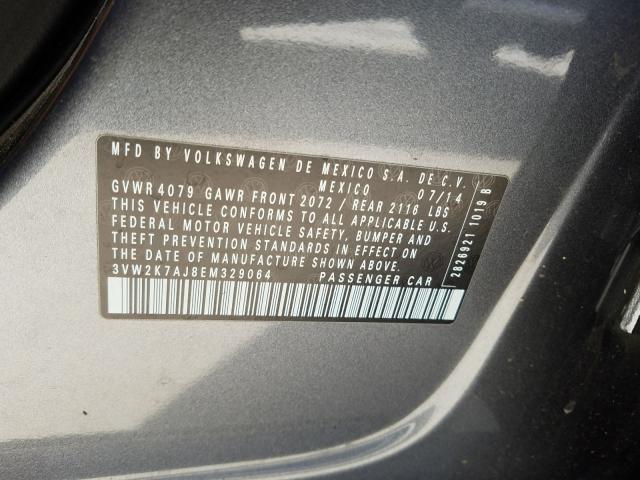 MFD BY VOLKSWAGEN DE MEXICO S.A. DE C.V.
MEXICO 07/14
GVWR 4079 GAWR FRONT 2072 / REAR 2116 LBS
THIS VEHICLE CONFORMS TO ALL APPLICABLE U.S.
FEDERAL MOTOR VEHICLE SAFETY, BUMPER AND
THEFT PREVENTION STANDARDS IN EFFECT ON
THE DATE OF MANUFACTURE SHOWN ABOVE.
3VW2K7AJ8EM329064 PASSENGER CAR
2826921 1019 B